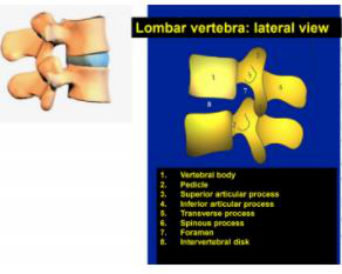 Lombar vertebra: lateral view
1
2
3
4
5
7
8
1. Vertebral body
2. Pedicle
3. Superior articular process
4. Inferior articular process
5. Transverse process
6. Spinous process
7. Foramen
8. Intervertebral disk